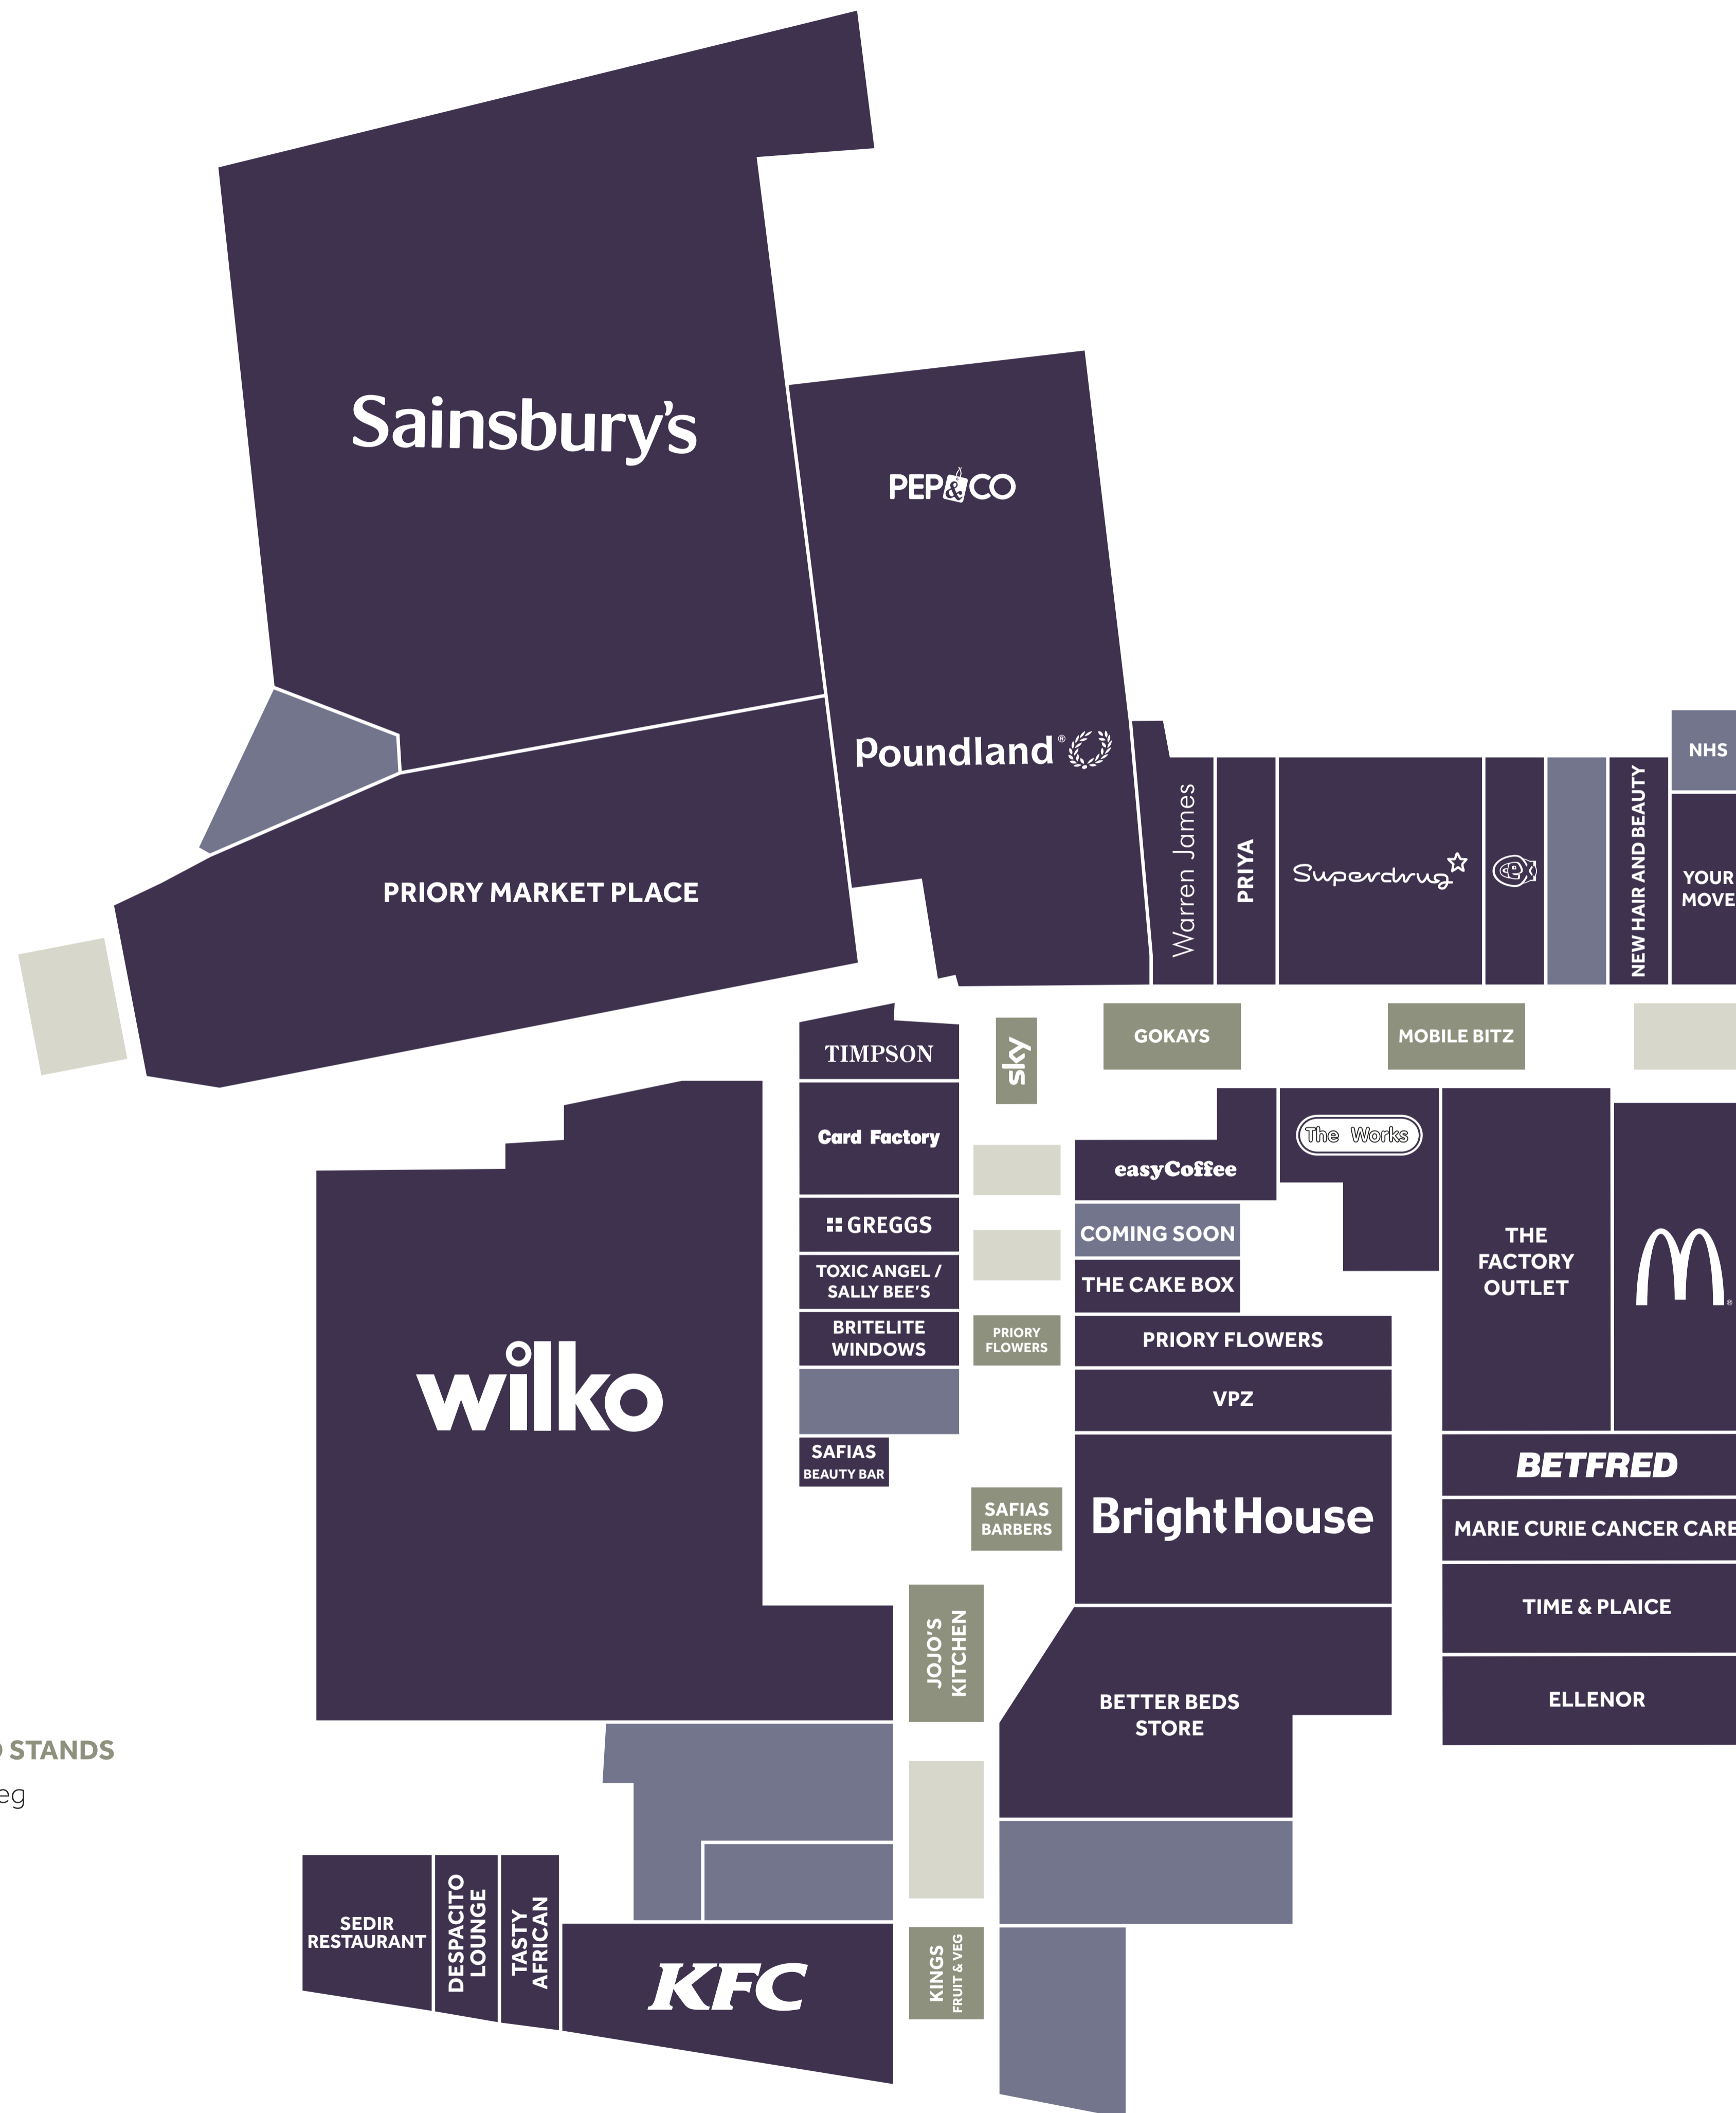 Sainsbury's
PEP&CO
Poundland®
PRIORY MARKET PLACE
Warren James
PRIYA
Superdrug
NEW HAIR AND BEAUTY
NHS
YOUR
MOVE
TIMPSON
sky
GOKAYS
MOBILE BITZ
Card Factory
GREGGS
TOXIC ANGEL /
SALLY BEE'S
BRITELITE
WINDOWS
SAFIAS
BEAUTY BAR
easyCoffee
COMING SOON
THE CAKE BOX
PRIORY
FLOWERS
PRIORY FLOWERS
VPZ
The Works
THE
FACTORY
OUTLET
M®
wilko
SAFIAS
BARBERS
BrightHouse
BETFRED
MARIE CURIE CANCER CARE
TIME & PLAICE
ELLENOR
JOJO'S
KITCHEN
BETTER BEDS
STORE
STANDS
eg
SEDIR
RESTAURANT
DESPACITO
LOUNGE
TASTY
AFRICAN
KFC
KINGS
FRUIT & VEG